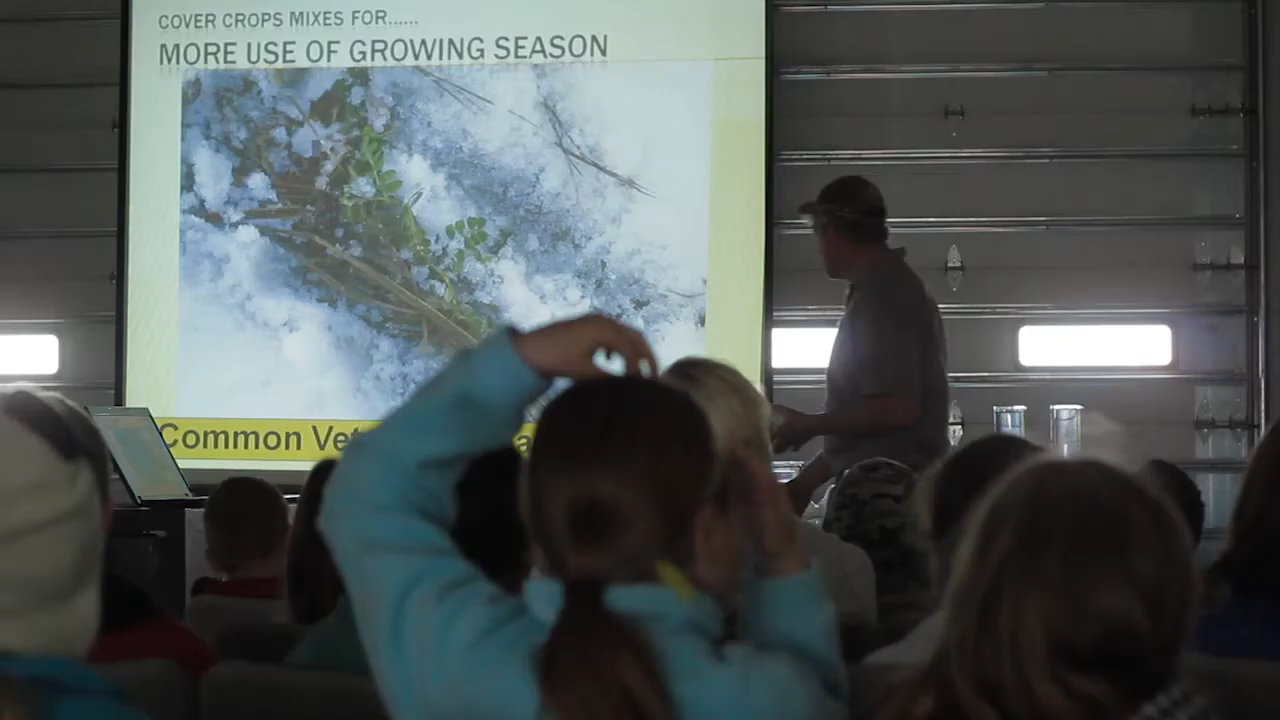 COVER CROPS MIXES FOR......
MORE USE OF GROWING SEASON
Common